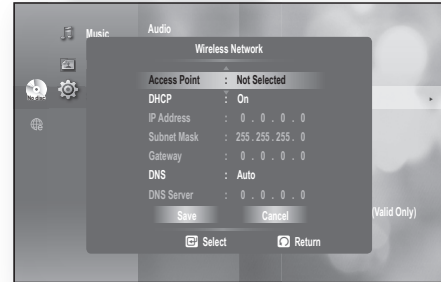 Music
Audio
Wireless Network
Access Point : Not Selected
DHCP : On
IP Address : 0 . 0 . 0 . 0
Subnet Mask : 255 . 255 . 255 . 0
Gateway : 0 . 0 . 0 . 0
DNS : Auto
DNS Server : 0 . 0 . 0 . 0
Save Cancel
(Valid Only)
Select Return